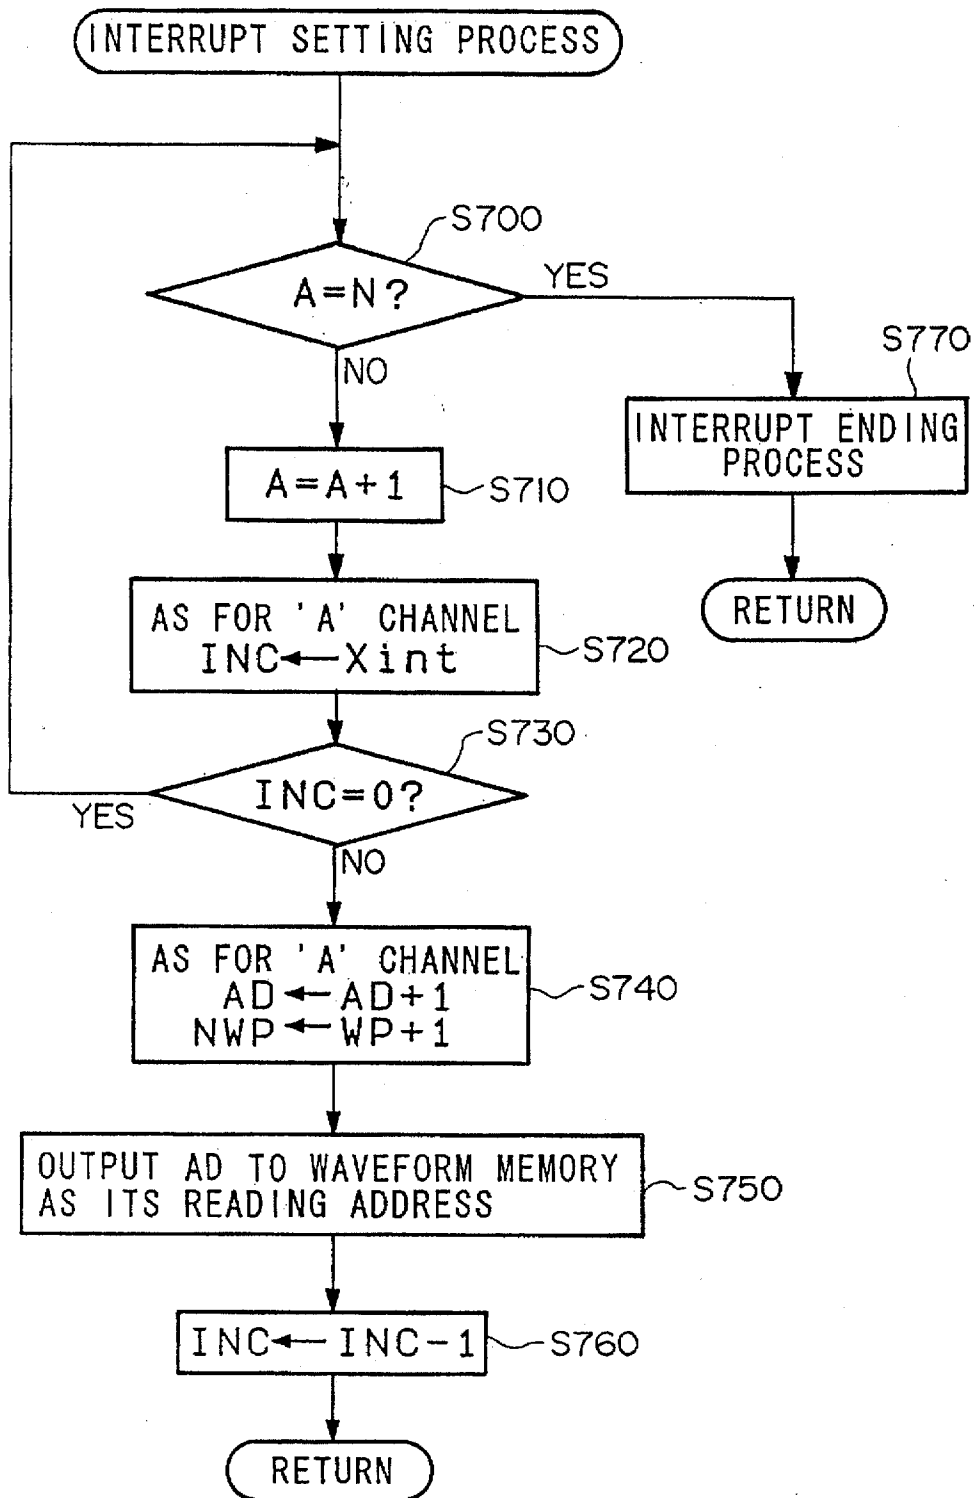 INTERRUPT SETTING PROCESS
S700
A=N?
YES
NO
S770
INTERRUPT ENDING
PROCESS
RETURN
A=A+1
S710
AS FOR 'A' CHANNEL
INC←Xint
S720
S730
INC=0?
YES
NO
AS FOR 'A' CHANNEL
AD←AD+1
NWP←WP+1
S740
OUTPUT AD TO WAVEFORM MEMORY
AS ITS READING ADDRESS
S750
INC←INC-1
S760
RETURN